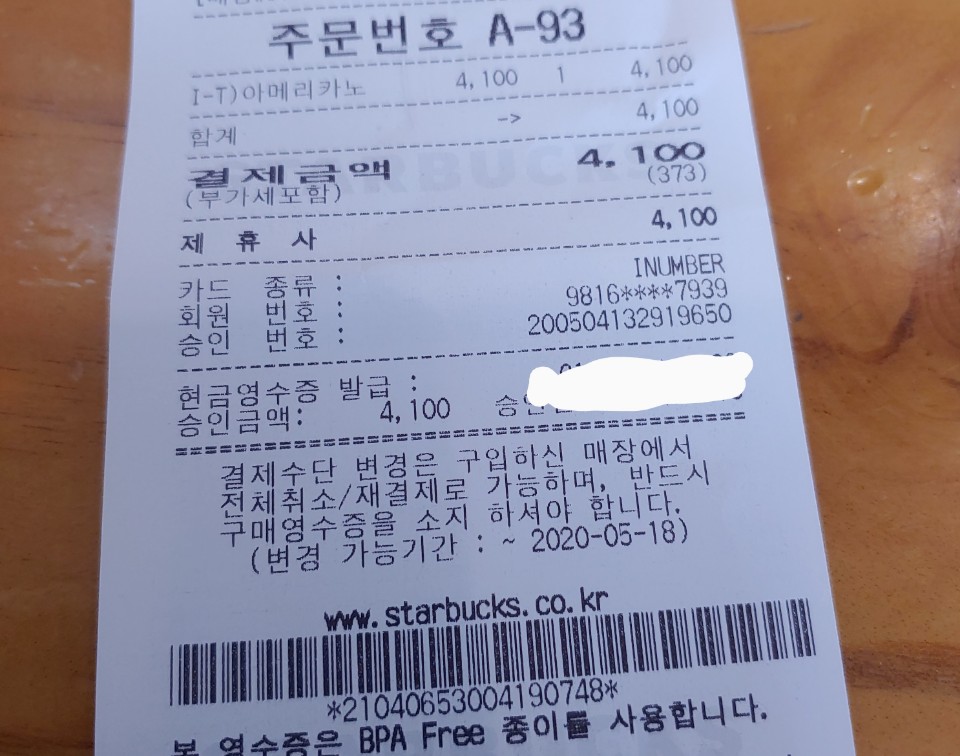 주문번호 A-93
I-T)아메리카노 4,100 1 4,100
합계 -> 4,100
결제금액 4,100
(부가세포함) (373)
제 휴 사 4,100
카드 종류 : INUMBER
회원 번호 : 9816****7939
승인 번호 : 200504132919650
현금영수증 발급 :
승인금액: 4,100
결제수단 변경은 구입하신 매장에서
전체취소/재결제로 가능하며, 반드시
구매영수증을 소지 하셔야 합니다.
(변경 가능기간 : ~ 2020-05-18)
www.starbucks.co.kr
*21040653004190748*
본 영수증은 BPA Free 종이를 사용합니다.